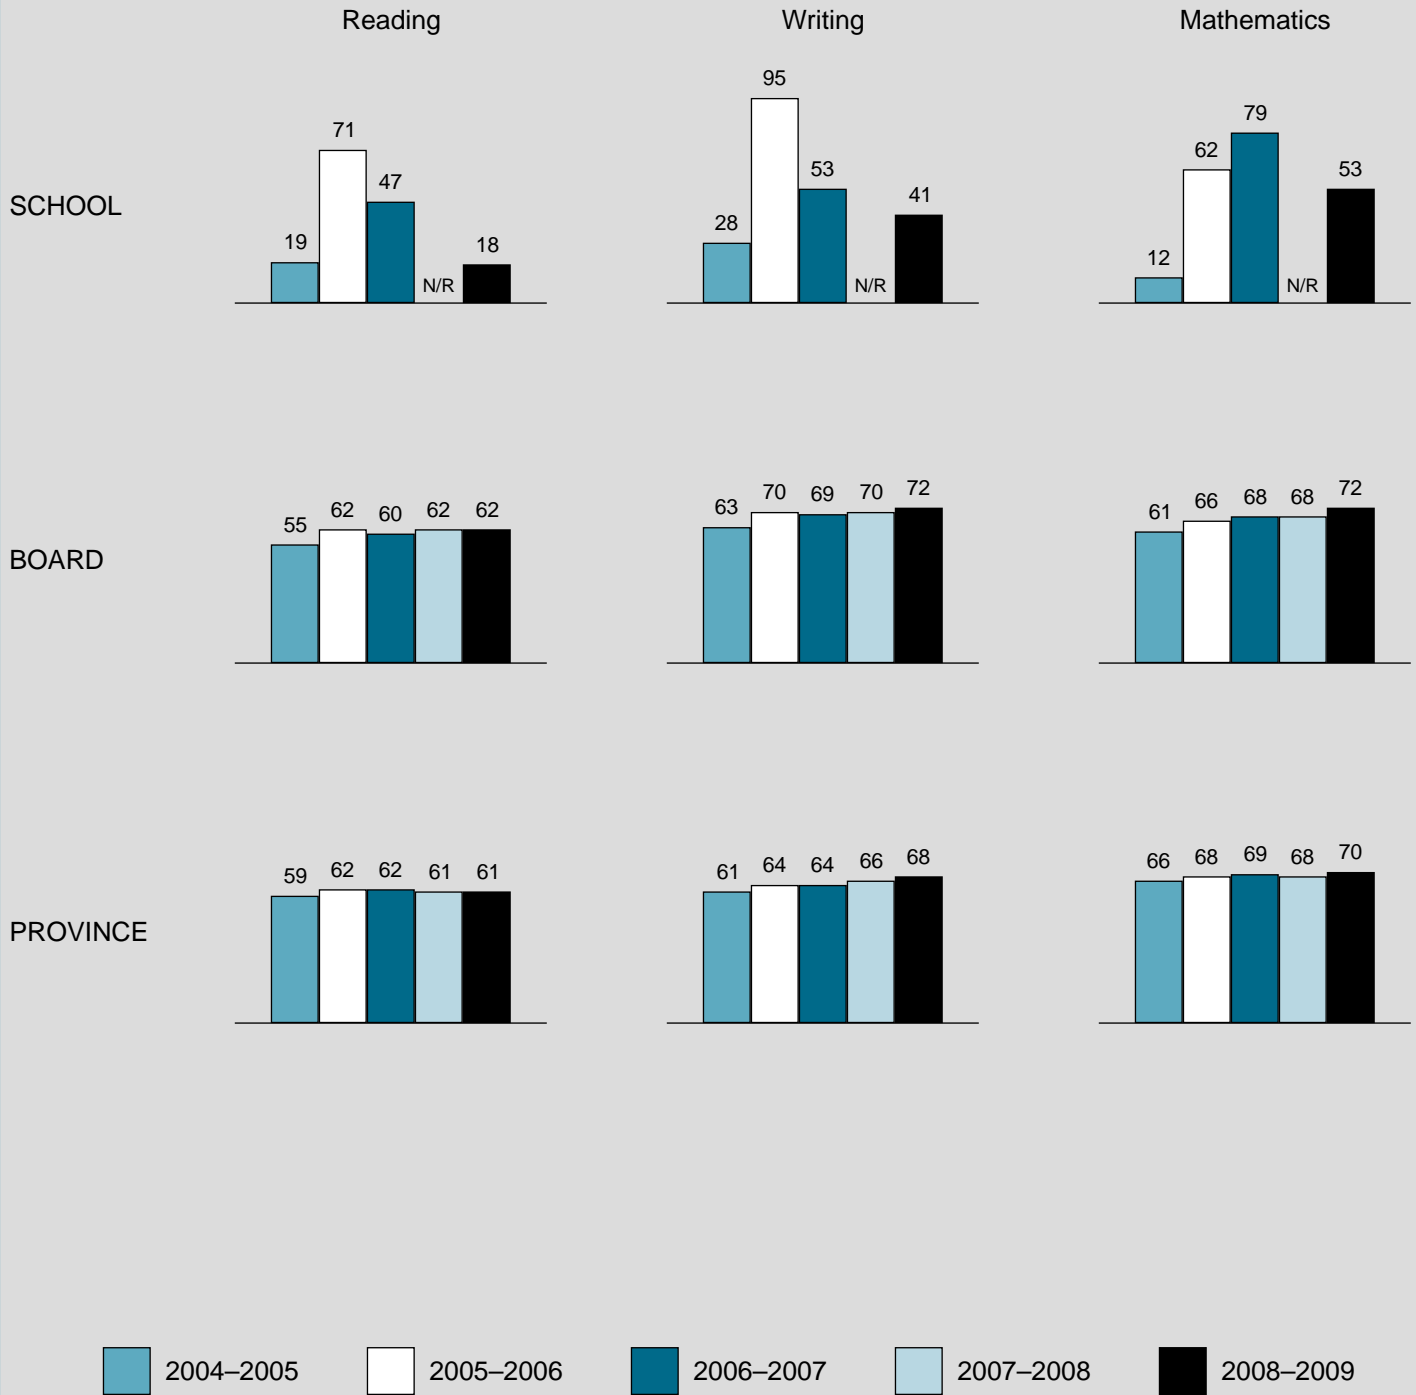 Reading Writing Mathematics
SCHOOL
19 71 47 N/R 18
28 95 53 N/R 41
12 62 79 N/R 53
BOARD
55 62 60 62 62
63 70 69 70 72
61 66 68 68 72
PROVINCE
59 62 62 61 61
61 64 64 66 68
66 68 69 68 70
2004–2005 2005–2006 2006–2007 2007–2008 2008–2009